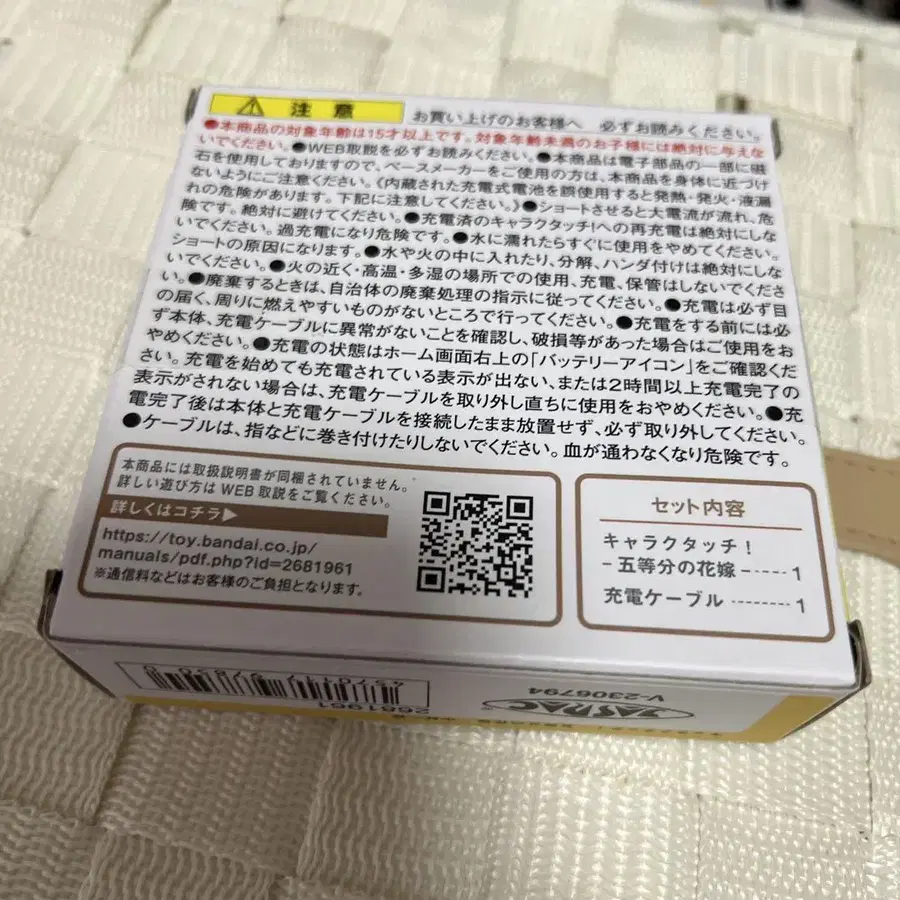 注意
お買い上げのお客様へ 必ずお読みください。
●本商品の対象年齢は15才以上です。対象年齢未満のお子様には絶対に与えな
いでください。●WEB取説を必ずお読みください。●本商品は電子部品の一部に磁
石を使用しておりますので、ペースメーカーをご使用の方は、本商品を身体に近づけ
ないようにご注意ください。《内蔵された充電式電池を誤使用すると発熱・発火・液漏
れの危険があります。下記に注意してください。》●ショートさせると大電流が流れ、危
険です。絶対に避けてください。●充電済のキャラクタッチ!への再充電は絶対にしな
いでください。過充電になり危険です。●水に濡れたらすぐに使用をやめてください。
ショートの原因になります。●水や火の中に入れたり、分解、ハンダ付けは絶対にしな
いでください。●火の近く・高温・多湿の場所での使用、充電、保管はしないでくださ
い。●廃棄するときは、自治体の廃棄処理の指示に従ってください。●充電は必ず目
の届く、周りに燃えやすいものがないところで行ってください。●充電をする前には必
ず本体、充電ケーブルに異常がないことを確認し、破損等があった場合はご使用をお
やめください。●充電の状態はホーム画面右上の「バッテリーアイコン」をご確認くだ
さい。充電を始めても充電されている表示が出ない、または2時間以上充電完了の
表示がされない場合は、充電ケーブルを取り外し直ちに使用をおやめください。●充
電完了後は本体と充電ケーブルを接続したまま放置せず、必ず取り外してください。
●ケーブルは、指などに巻き付けたりしないでください。血が通わなくなり危険です。
本商品には取扱説明書が同梱されていません。
詳しい遊び方はWEB取説をご覧ください。
詳しくはコチラ▶
https://toy.bandai.co.jp/
manuals/pdf.php?id=2681961
※通信料などはお客様のご負担となります。
セット内容
キャラクタッチ!
- 五等分の花嫁 ------ 1
充電ケーブル -------- 1
2681961
JASRAC
V-2306794